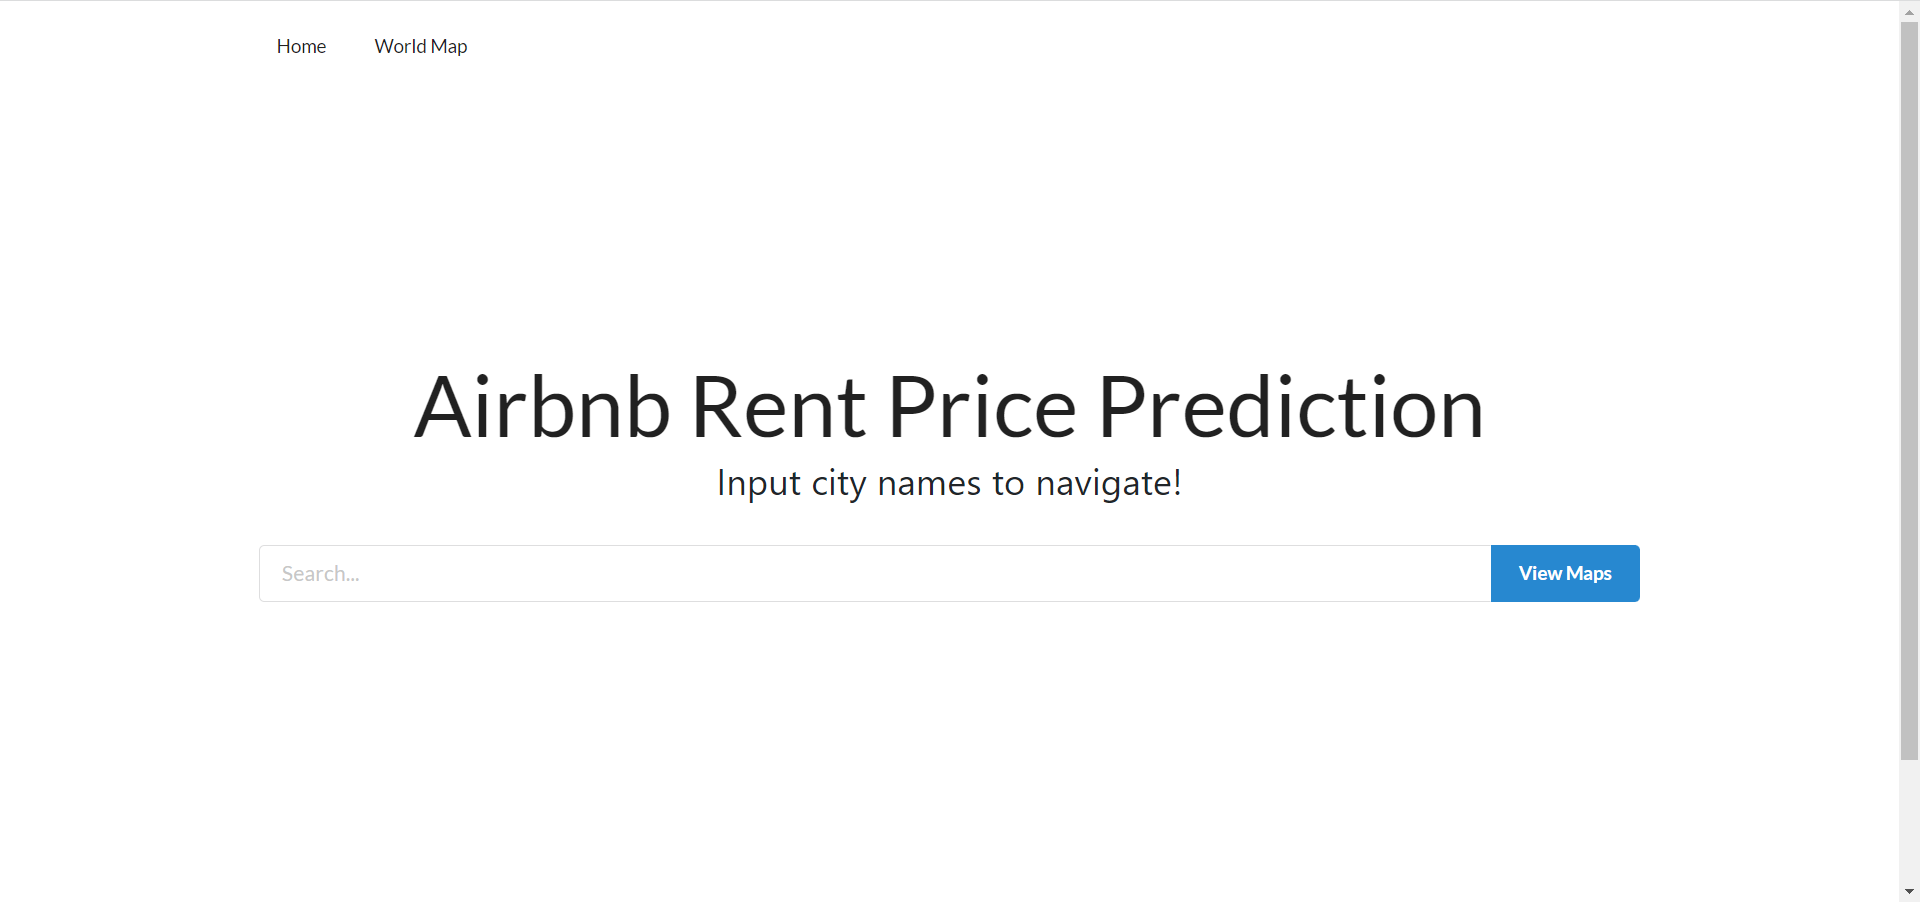 Home World Map
Airbnb Rent Price Prediction
Input city names to navigate!
Search... View Maps